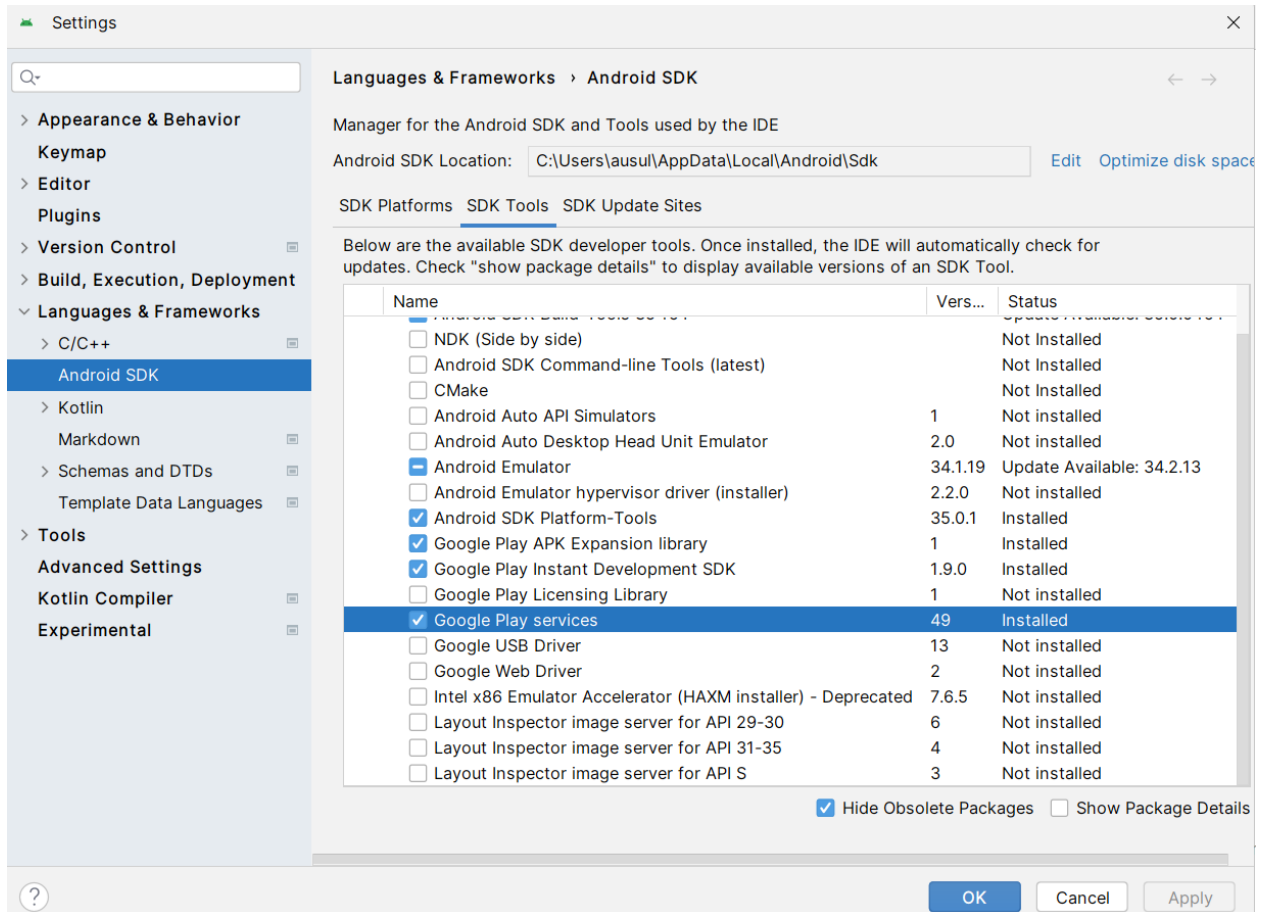 Settings
Languages & Frameworks › Android SDK
Appearance & Behavior
Keymap
Editor
Plugins
Version Control
Build, Execution, Deployment
Languages & Frameworks
C/C++
Android SDK
Kotlin
Markdown
Schemas and DTDs
Template Data Languages
Tools
Advanced Settings
Kotlin Compiler
Experimental
Manager for the Android SDK and Tools used by the IDE
Android SDK Location: C:\Users\ausul\AppData\Local\Android\Sdk Edit Optimize disk space
SDK Platforms SDK Tools SDK Update Sites
Below are the available SDK developer tools. Once installed, the IDE will automatically check for
updates. Check "show package details" to display available versions of an SDK Tool.
Name Vers... Status
NDK (Side by side) Not Installed
Android SDK Command-line Tools (latest) Not Installed
CMake Not Installed
Android Auto API Simulators 1 Not installed
Android Auto Desktop Head Unit Emulator 2.0 Not installed
Android Emulator 34.1.19 Update Available: 34.2.13
Android Emulator hypervisor driver (installer) 2.2.0 Not installed
Android SDK Platform-Tools 35.0.1 Installed
Google Play APK Expansion library 1 Installed
Google Play Instant Development SDK 1.9.0 Installed
Google Play Licensing Library 1 Not installed
Google Play services 49 Installed
Google USB Driver 13 Not installed
Google Web Driver 2 Not installed
Intel x86 Emulator Accelerator (HAXM installer) - Deprecated 7.6.5 Not installed
Layout Inspector image server for API 29-30 6 Not installed
Layout Inspector image server for API 31-35 4 Not installed
Layout Inspector image server for API S 3 Not installed
Hide Obsolete Packages Show Package Details
? OK Cancel Apply